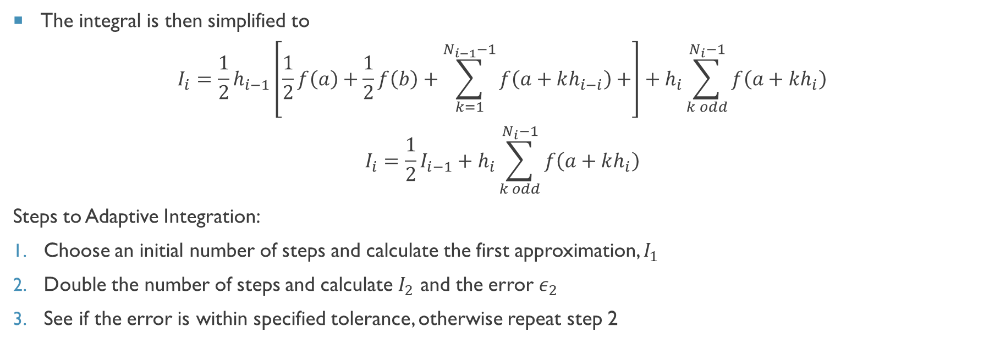 ▪ The integral is then simplified to
$I_i = \frac{1}{2} h_{i-1} \left[ \frac{1}{2} f(a) + \frac{1}{2} f(b) + \sum_{k=1}^{N_{i-1}-1} f(a + kh_{i-i}) + \right] + h_i \sum_{k\ odd}^{N_i-1} f(a + kh_i)$
$I_i = \frac{1}{2} I_{i-1} + h_i \sum_{k\ odd}^{N_i-1} f(a + kh_i)$
Steps to Adaptive Integration:
1. Choose an initial number of steps and calculate the first approximation, $I_1$
2. Double the number of steps and calculate $I_2$ and the error $\epsilon_2$
3. See if the error is within specified tolerance, otherwise repeat step 2